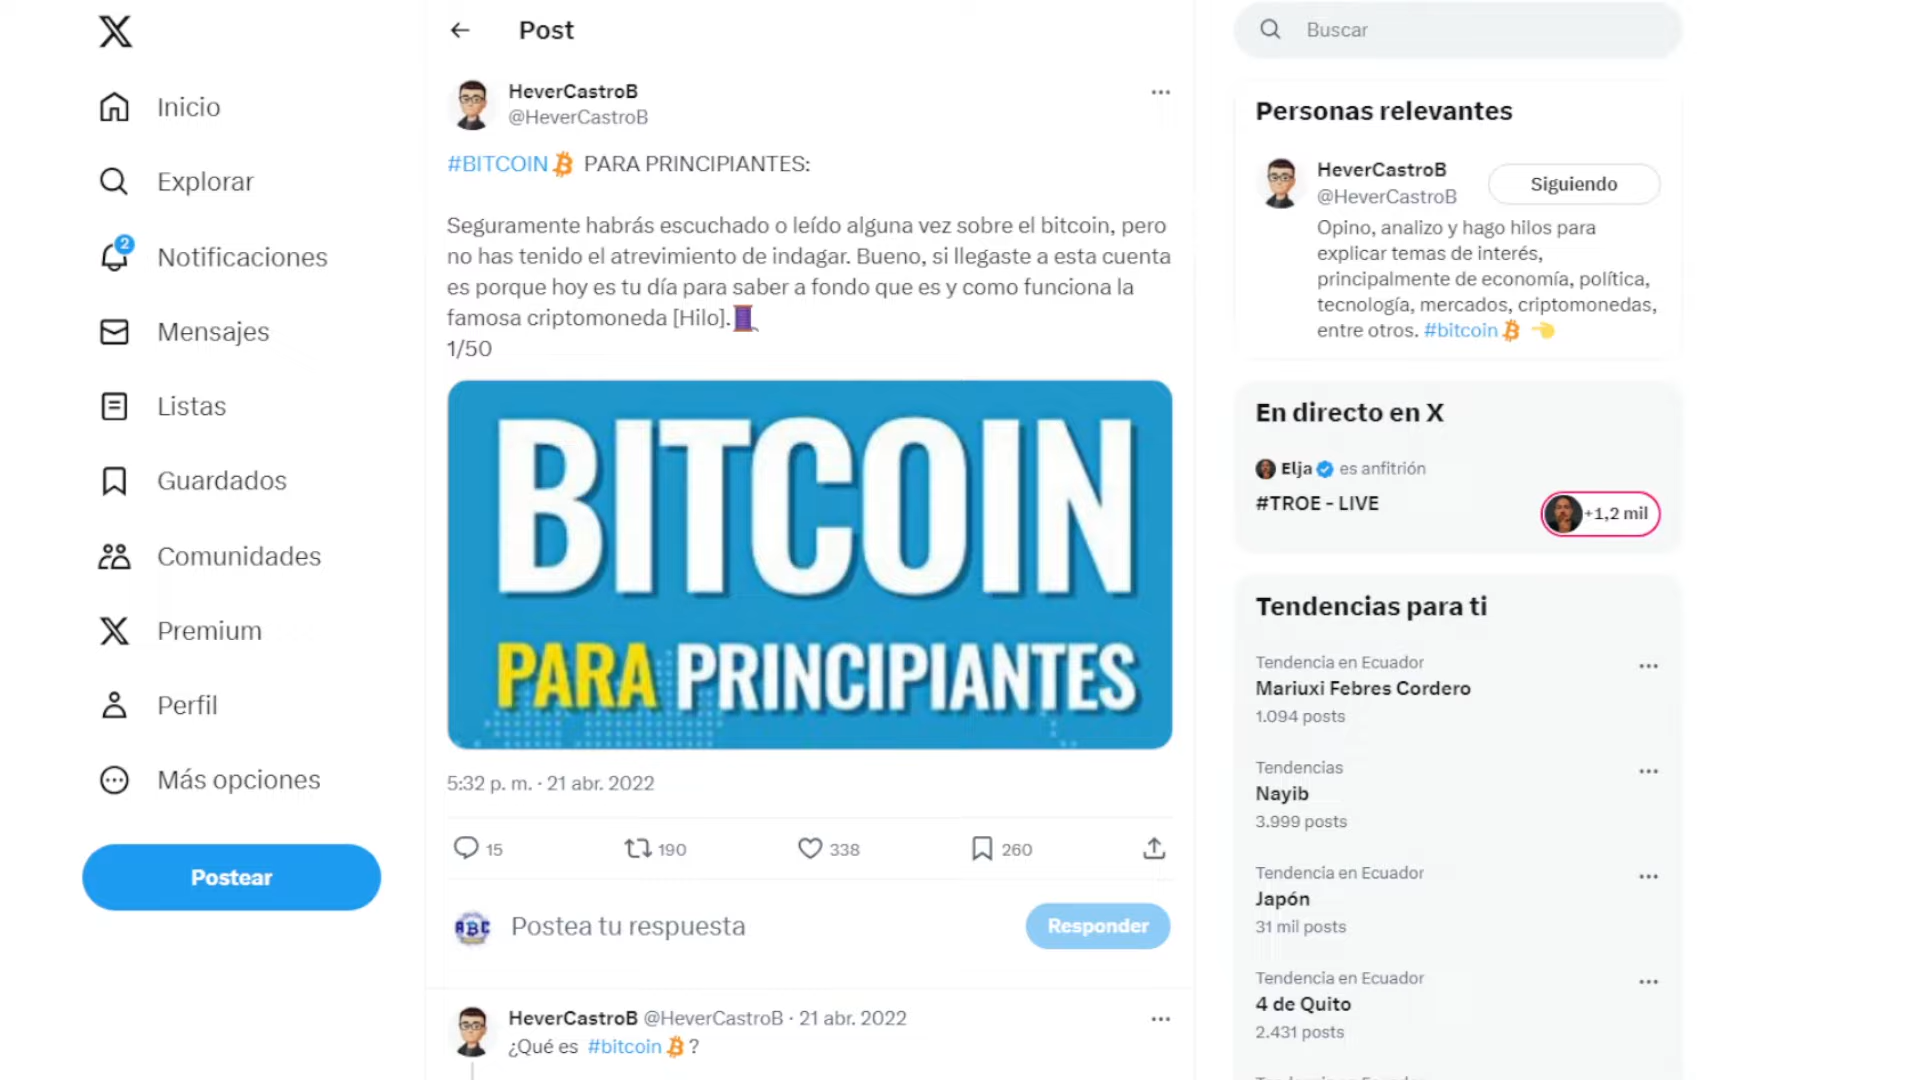 Inicio
Explorar
2
Notificaciones
Mensajes
Listas
Guardados
Comunidades
Premium
Perfil
Más opciones
Postear
Post
HeverCastroB
@HeverCastroB
#BITCOIN PARA PRINCIPIANTES:
Seguramente habrás escuchado o leído alguna vez sobre el bitcoin, pero
no has tenido el atrevimiento de indagar. Bueno, si llegaste a esta cuenta
es porque hoy es tu día para saber a fondo que es y como funciona la
famosa criptomoneda [Hilo].
1/50
BITCOIN
PARA PRINCIPIANTES
5:32 p. m. · 21 abr. 2022
15 190 338 260
ABC
Postea tu respuesta
Responder
HeverCastroB @HeverCastroB · 21 abr. 2022
¿Qué es #bitcoin ?
Buscar
Personas relevantes
HeverCastroB
@HeverCastroB
Siguiendo
Opino, analizo y hago hilos para
explicar temas de interés,
principalmente de economía, política,
tecnología, mercados, criptomonedas,
entre otros. #bitcoin
En directo en X
Elja es anfitrión
#TROE - LIVE
+1,2 mil
Tendencias para ti
Tendencia en Ecuador
Mariuxi Febres Cordero
1.094 posts
Tendencias
Nayib
3.999 posts
Tendencia en Ecuador
Japón
31 mil posts
Tendencia en Ecuador
4 de Quito
2.431 posts